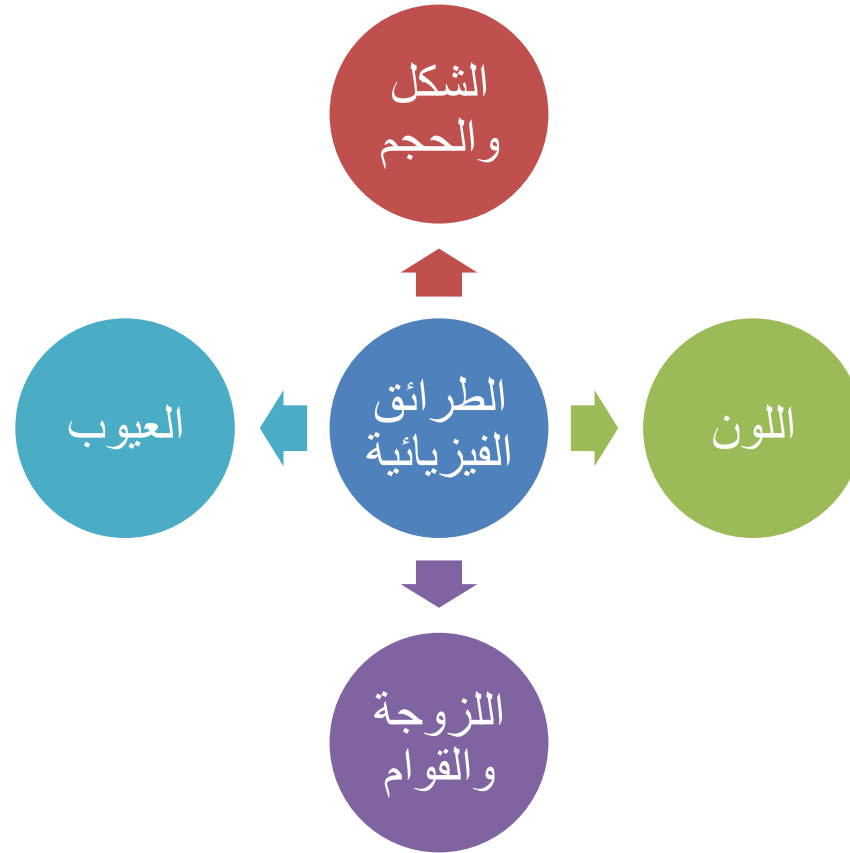 الشكل
والحجم
اللون
الطرائق
الفيزيائية
العيوب
اللزوجة
والقوام